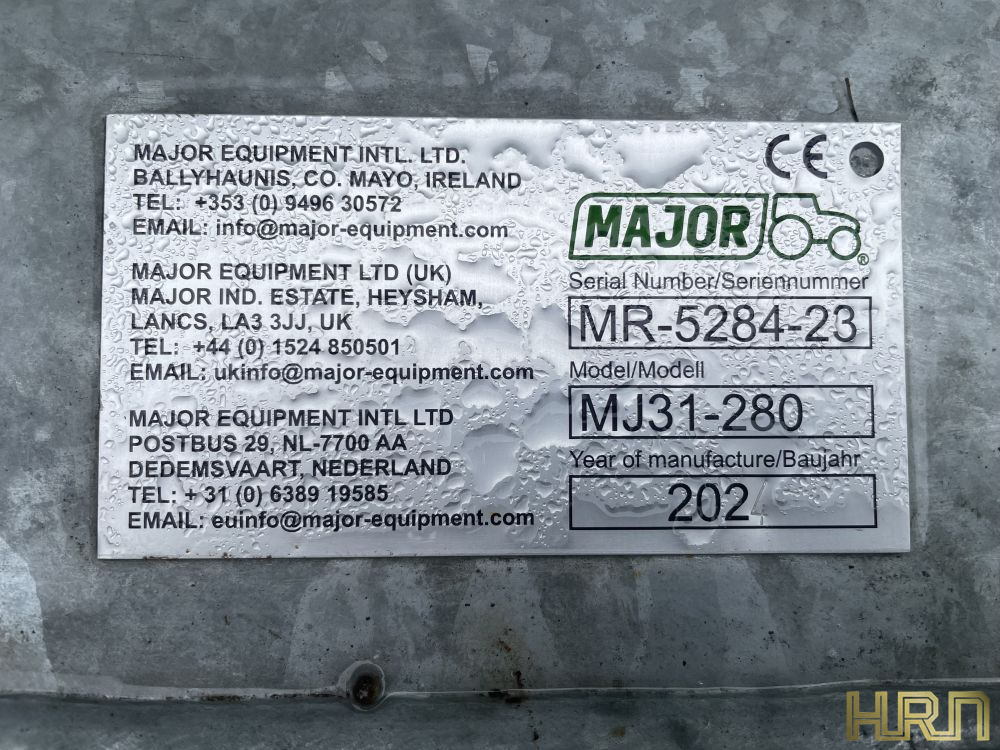 MAJOR EQUIPMENT INTL. LTD.
BALLYHAUNIS, CO. MAYO, IRELAND
TEL: +353 (0) 9496 30572
EMAIL: info@major-equipment.com
MAJOR EQUIPMENT LTD (UK)
MAJOR IND. ESTATE, HEYSHAM,
LANCS, LA3 3JJ, UK
TEL: +44 (0) 1524 850501
EMAIL: ukinfo@major-equipment.com
MAJOR EQUIPMENT INTL LTD
POSTBUS 29, NL-7700 AA
DEDEMSVAART, NEDERLAND
TEL: + 31 (0) 6389 19585
EMAIL: euinfo@major-equipment.com
CE
MAJOR®
Serial Number/Seriennummer
MR-5284-23
Model/Modell
MJ31-280
Year of manufacture/Baujahr
2024
HRN